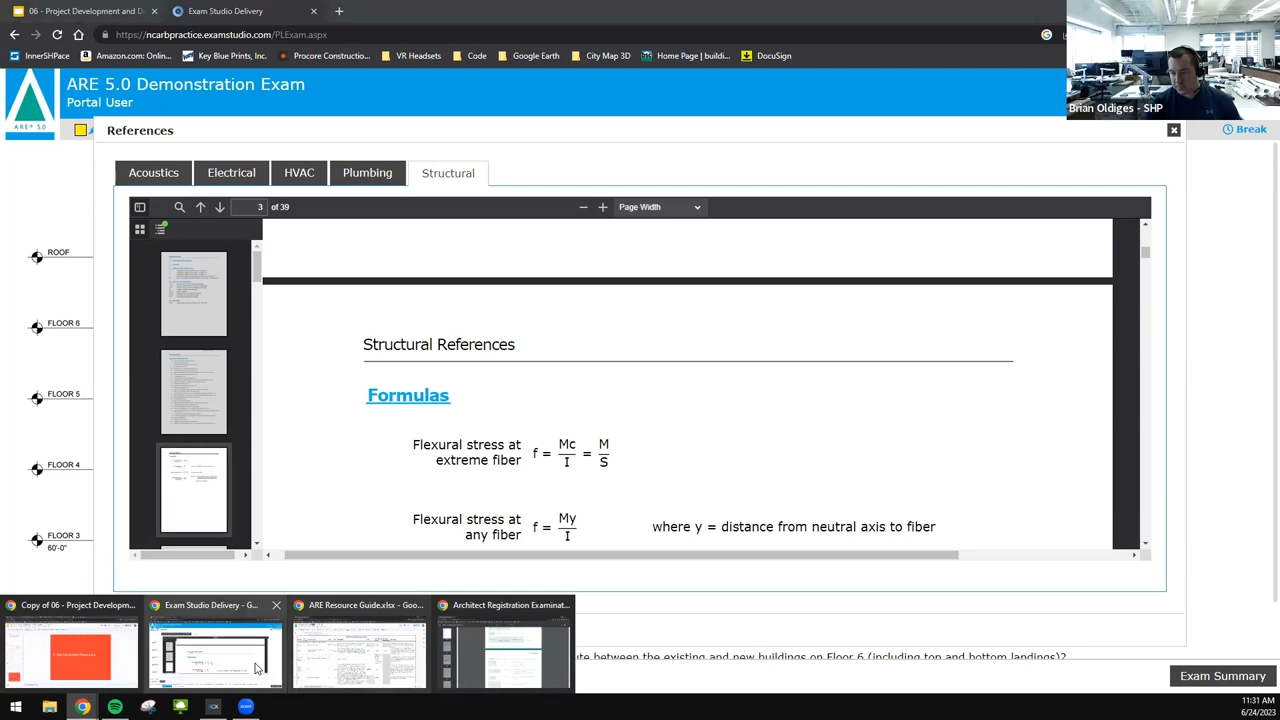 06 - Project Development and D
Exam Studio Delivery
https://ncarbpractice.examstudio.com/PLExam.aspx
InnerSHPace
Amazon.com: Onlin...
Key Blue Prints, Inc.
Procore Construction...
VR Headsets
Code
Google Earth
City Map 3D
Home Page | buildi...
DocuSign
ARE 5.0 Demonstration Exam
Portal User
ARE® 5.0
Brian Oldiges - SHP
References
Break
Acoustics
Electrical
HVAC
Plumbing
Structural
3 of 39
Page Width
ROOF
FLOOR 6
FLOOR 5
FLOOR 4
FLOOR 3
60'-0"
Structural References
Formulas
Flexural stress at
extreme fiber
f = Mc/I = M/S
Flexural stress at
any fiber
f = My/I
where y = distance from neutral axis to fiber
Copy of 06 - Project Developm...
Exam Studio Delivery - G...
ARE Resource Guide.xlsx - Goo...
Architect Registration Examinat...
ute between the existing and new buildings at Floor 6 (including top and bottom landings)?
Exam Summary
11:31 AM
6/24/2023